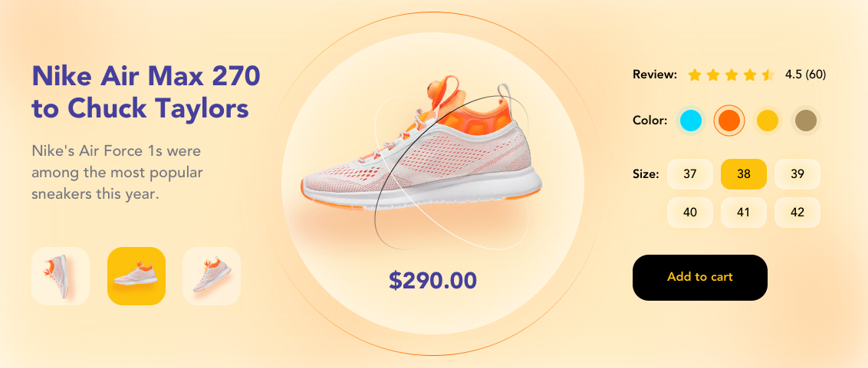 Nike Air Max 270
to Chuck Taylors
Nike's Air Force 1s were
among the most popular
sneakers this year.
$290.00
Review: 4.5 (60)
Color:
Size: 37 38 39
40 41 42
Add to cart